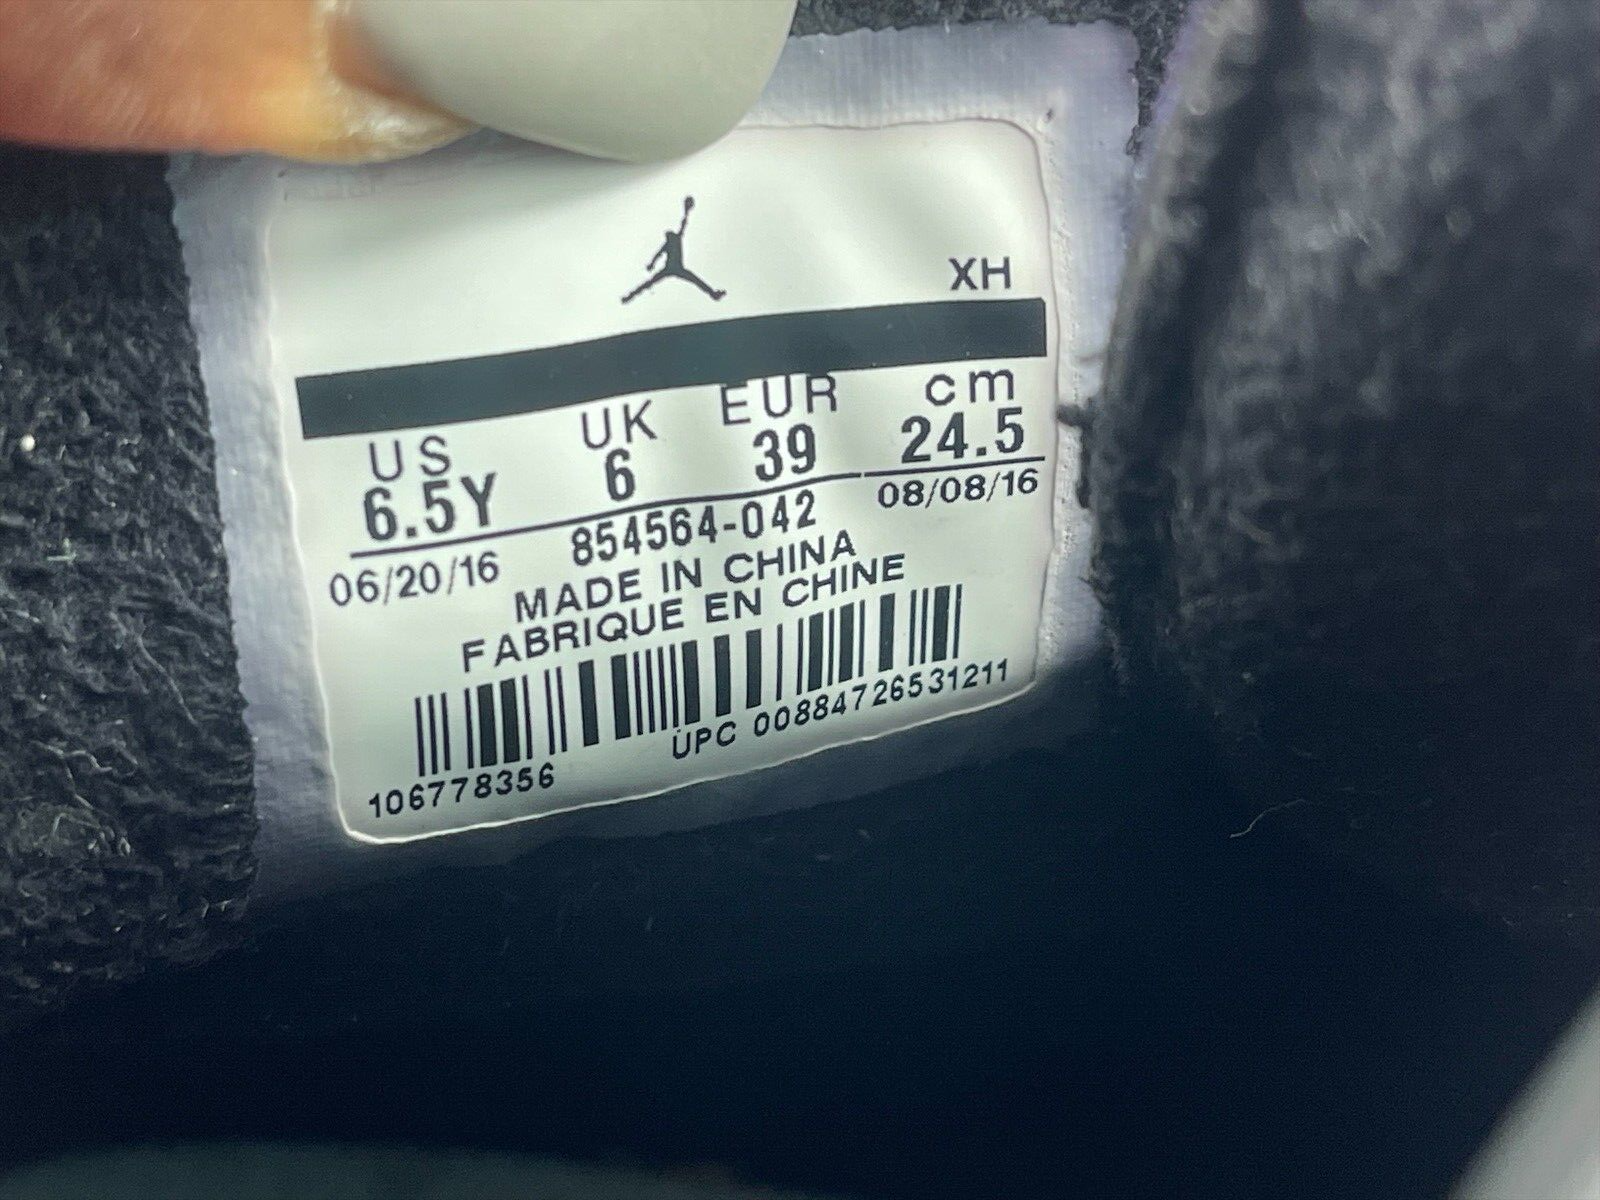 XH
US UK EUR cm
6.5Y 6 39 24.5
06/20/16 854564-042 08/08/16
MADE IN CHINA
FABRIQUE EN CHINE
UPC 00884726531211
106778356